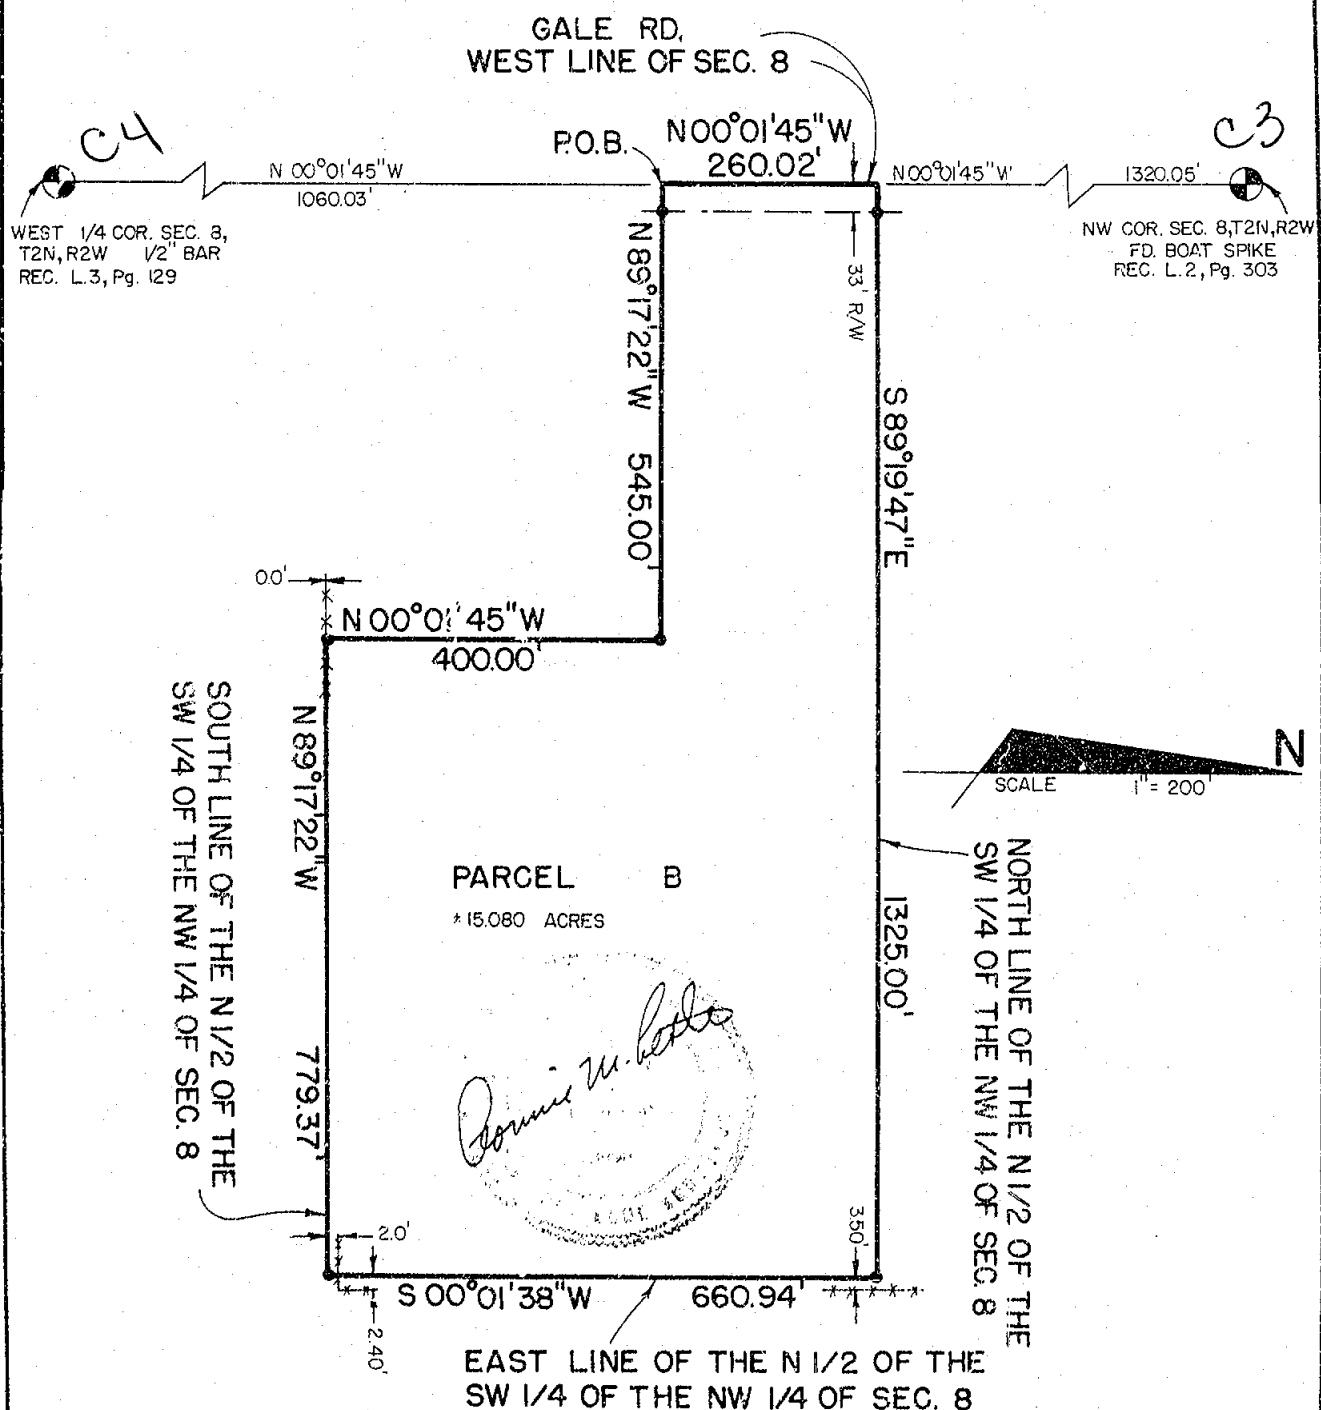 GALE RD.
WEST LINE OF SEC. 8
C4
C3
P.O.B.
N00°01'45"W
260.02'
N 00°01'45"W
1060.03'
N00°01'45"W
1320.05'
WEST 1/4 COR. SEC. 8,
T2N, R2W 1/2" BAR
REC. L.3, Pg. 129
NW COR. SEC. 8,T2N,R2W
FD. BOAT SPIKE
REC. L.2, Pg. 303
33' R/W
N 89°17'22" W 545.00'
S 89°19'47"E
1325.00'
0.0'
N 00°01'45"W
400.00'
SOUTH LINE OF THE N 1/2 OF THE
SW 1/4 OF THE NW 1/4 OF SEC. 8
N 89°17'22"W
779.37'
N
SCALE 1"= 200'
PARCEL B
*15.080 ACRES
NORTH LINE OF THE N 1/2 OF THE
SW 1/4 OF THE NW 1/4 OF SEC. 8
2.0'
3.50'
S 00°01'38"W 660.94'
2.40'
EAST LINE OF THE N 1/2 OF THE
SW 1/4 OF THE NW 1/4 OF SEC. 8